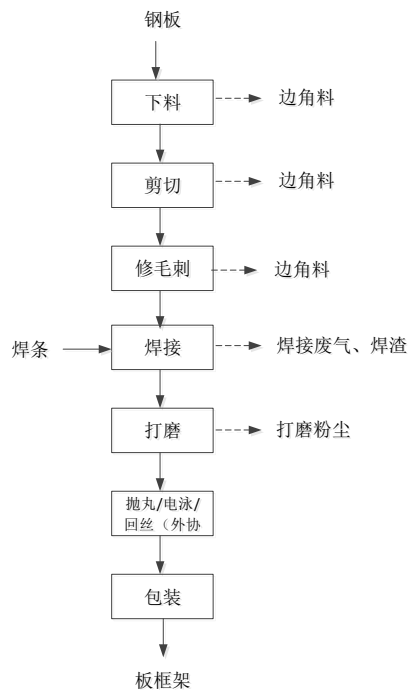 钢板
下料
边角料
剪切
边角料
修毛刺
边角料
焊条
焊接
焊接废气、焊渣
打磨
打磨粉尘
抛丸/电泳/
回丝（外协
包装
板框架